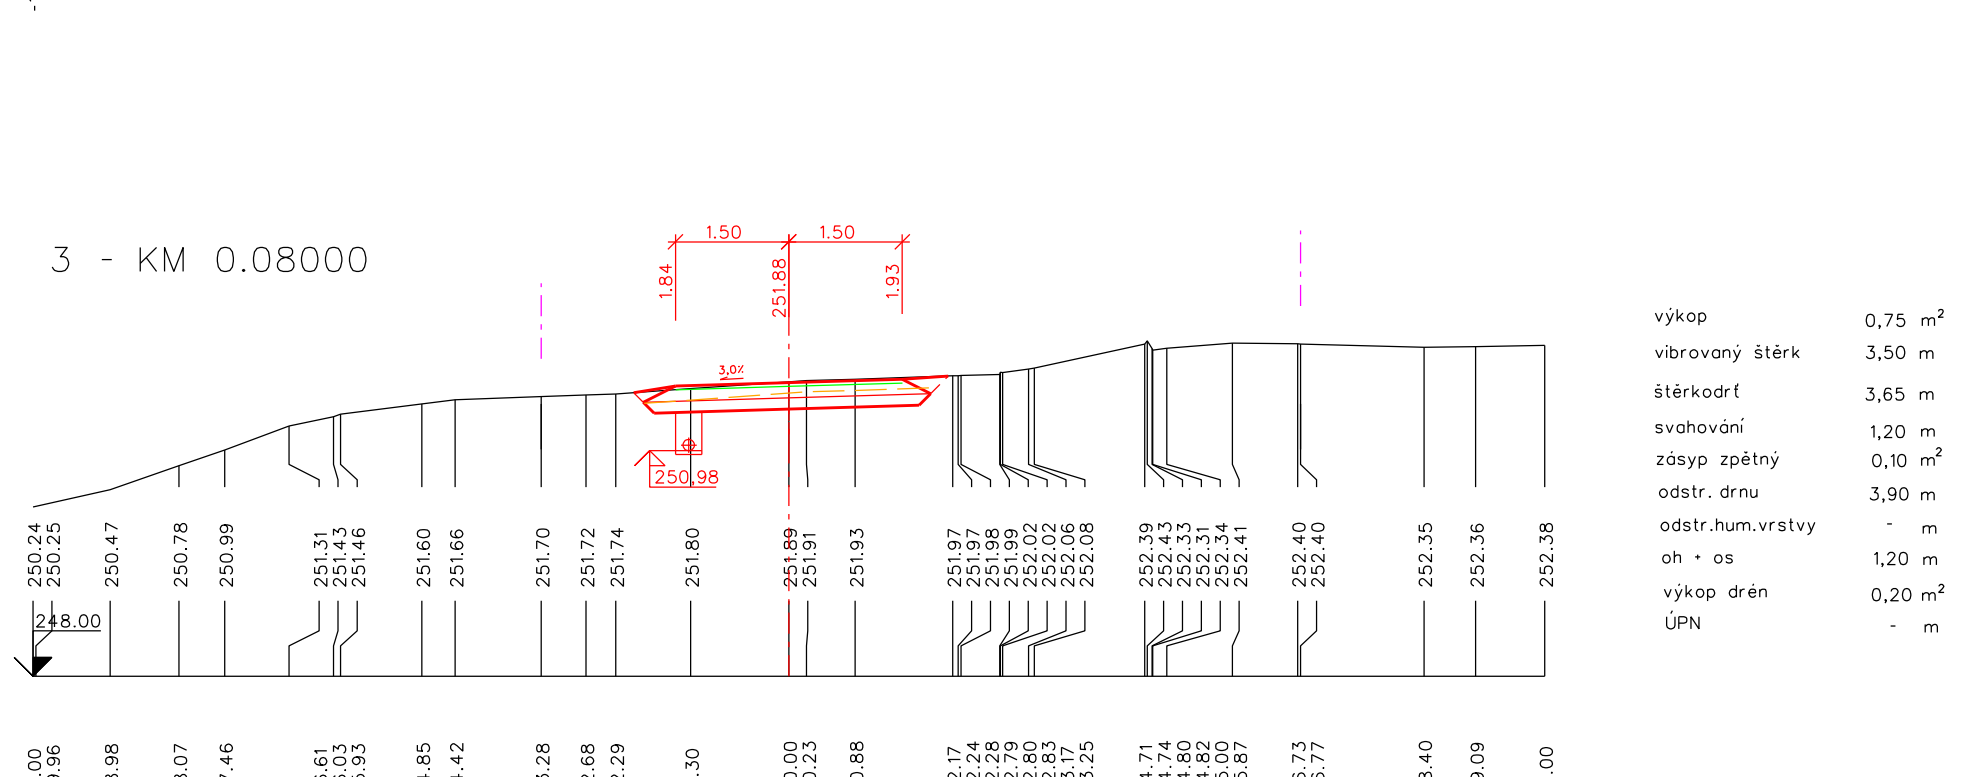 1.50 1.50
3 - KM 0.08000
1.84 251.88 1.93
3,0%
250,98
250.24 250.25 250.47 250.78 250.99 251.31 251.43 251.46 251.60 251.66 251.70 251.72 251.74 251.80 251.89 251.91 251.93 251.97 251.97 251.98 251.99 252.02 252.02 252.06 252.08 252.39 252.43 252.33 252.31 252.34 252.41 252.40 252.40 252.35 252.36 252.38
248.00
výkop 0,75 m²
vibrovaný štěrk 3,50 m
štěrkodrť 3,65 m
svahování 1,20 m
zásyp zpětný 0,10 m²
odstr. drnu 3,90 m
odstr.hum.vrstvy - m
oh + os 1,20 m
výkop drén 0,20 m²
ÚPN - m